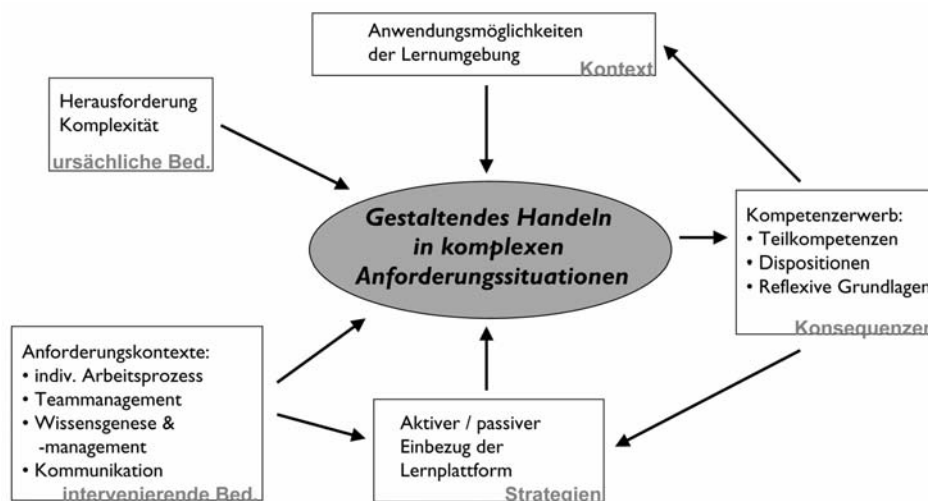 Anwendungsmöglichkeiten
der Lernumgebung
Kontext
Herausforderung
Komplexität
ursächliche Bed.
Gestaltendes Handeln
in komplexen
Anforderungssituationen
Kompetenzerwerb:
• Teilkompetenzen
• Dispositionen
• Reflexive Grundlagen
Konsequenzen
Anforderungskontexte:
• indiv. Arbeitsprozess
• Teammanagement
• Wissensgenese &
-management
• Kommunikation
intervenierende Bed.
Aktiver / passiver
Einbezug der
Lernplattform
Strategien